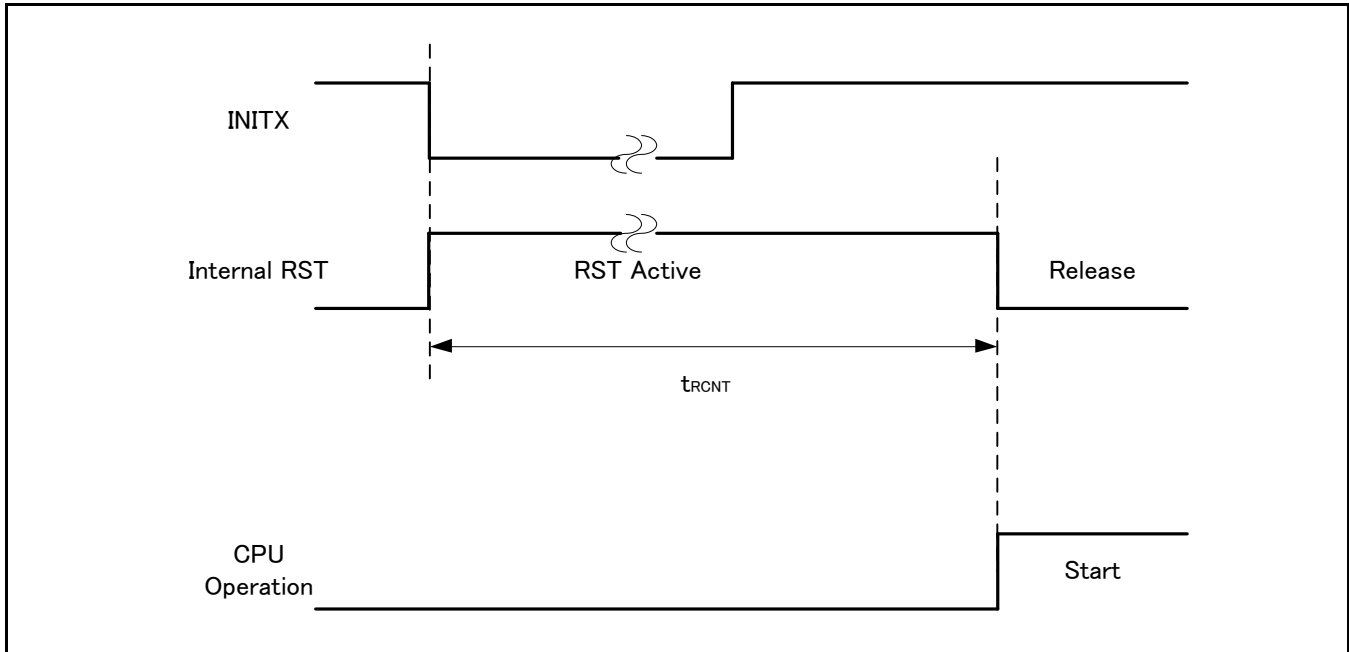 INITX
Internal RST
RST Active
Release
tRCNT
CPU
Operation
Start